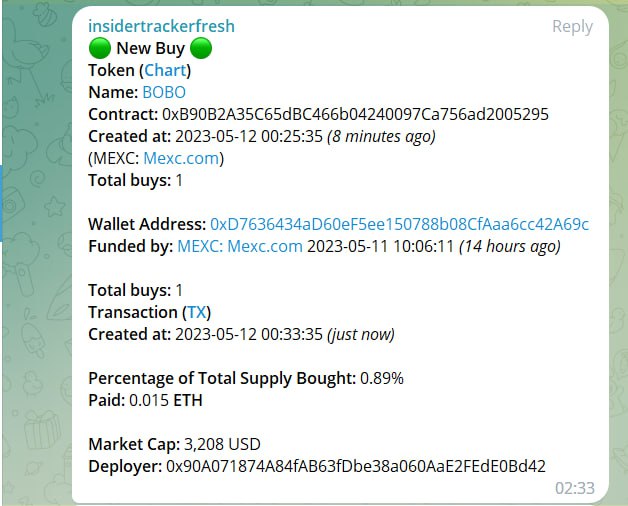 insidertrackerfresh Reply
🟢 New Buy 🟢
Token (Chart)
Name: BOBO
Contract: 0xB90B2A35C65dBC466b04240097Ca756ad2005295
Created at: 2023-05-12 00:25:35 (8 minutes ago)
(MEXC: Mexc.com)
Total buys: 1
Wallet Address: 0xD7636434aD60eF5ee150788b08CfAaa6cc42A69c
Funded by: MEXC: Mexc.com 2023-05-11 10:06:11 (14 hours ago)
Total buys: 1
Transaction (TX)
Created at: 2023-05-12 00:33:35 (just now)
Percentage of Total Supply Bought: 0.89%
Paid: 0.015 ETH
Market Cap: 3,208 USD
Deployer: 0x90A071874A84fAB63fDbe38a060AaE2FEdE0Bd42
02:33